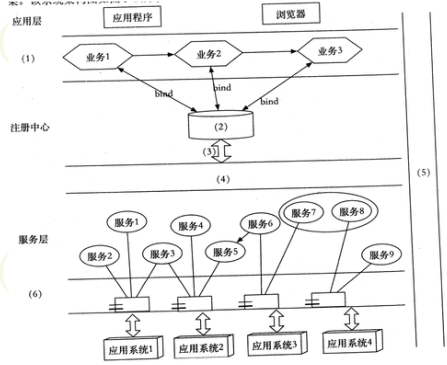 应用层 应用程序 浏览器
(1) 业务1 业务2 业务3
bind bind bind
注册中心 (2)
(3)
(4)
(5)
服务1 服务4 服务6 服务7 服务8
服务层
服务2 服务3 服务5 服务9
(6)
应用系统1 应用系统2 应用系统3 应用系统4